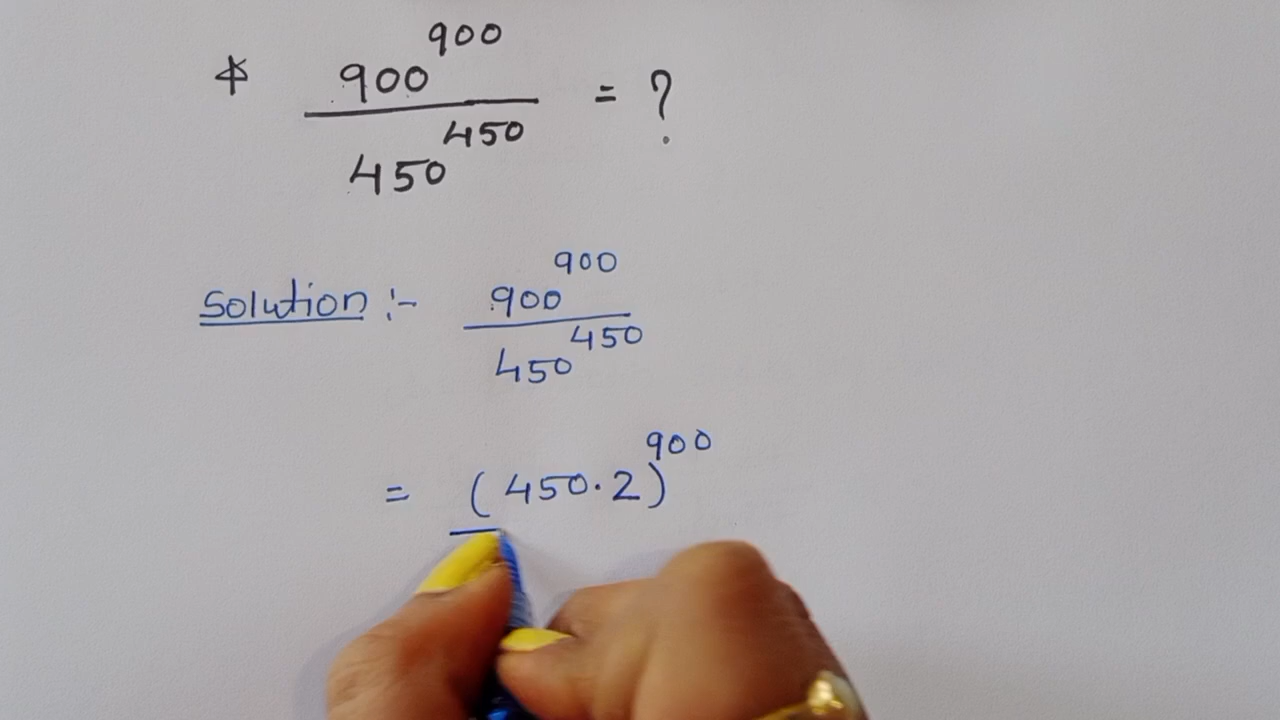 * 900^900 / 450^450 = ?
Solution :- 900^900 / 450^450
= (450·2)^900